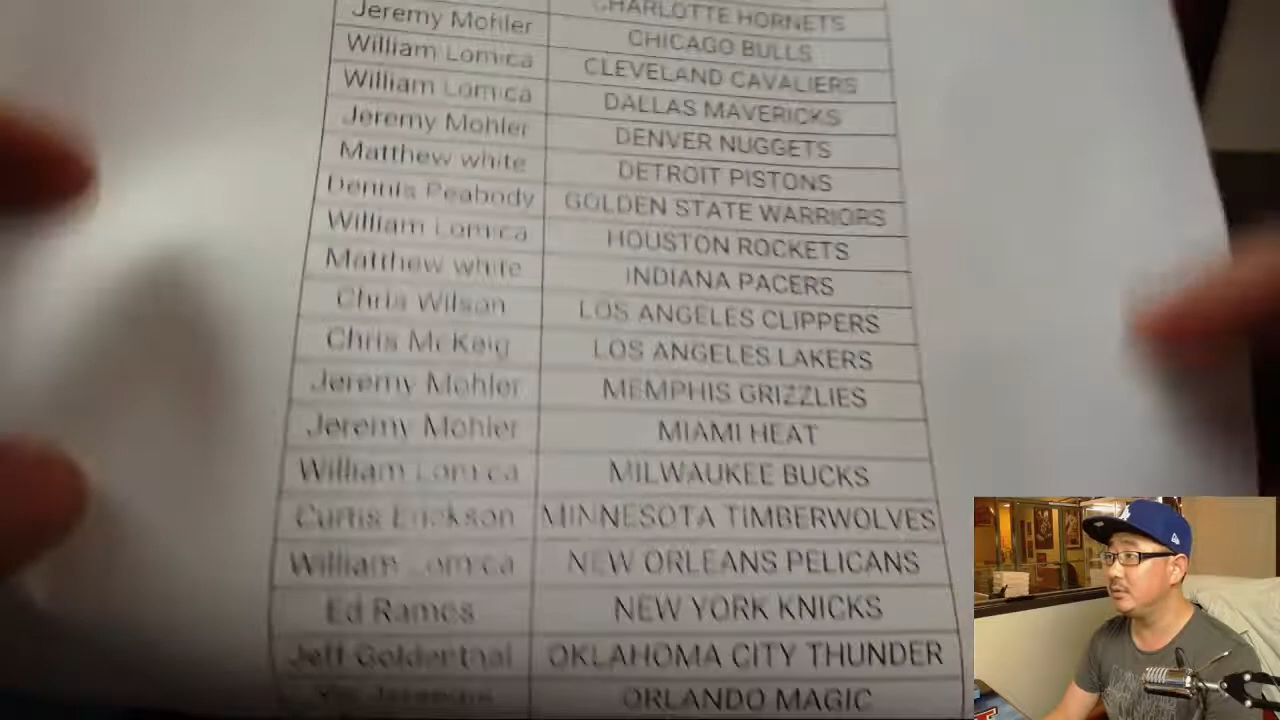 CHARLOTTE HORNETS
Jeremy Mohler CHICAGO BULLS
William Lomica CLEVELAND CAVALIERS
William Lomica DALLAS MAVERICKS
Jeremy Mohler DENVER NUGGETS
Matthew white DETROIT PISTONS
Dennis Peabody GOLDEN STATE WARRIORS
William Lomica HOUSTON ROCKETS
Matthew white INDIANA PACERS
Chris Wilson LOS ANGELES CLIPPERS
Chris McKeig LOS ANGELES LAKERS
Jeremy Mohler MEMPHIS GRIZZLIES
Jeremy Mohler MIAMI HEAT
William Lomica MILWAUKEE BUCKS
Curtis Erickson MINNESOTA TIMBERWOLVES
William Lomica NEW ORLEANS PELICANS
Ed Ramos NEW YORK KNICKS
Jeff Goldenthal OKLAHOMA CITY THUNDER
ORLANDO MAGIC